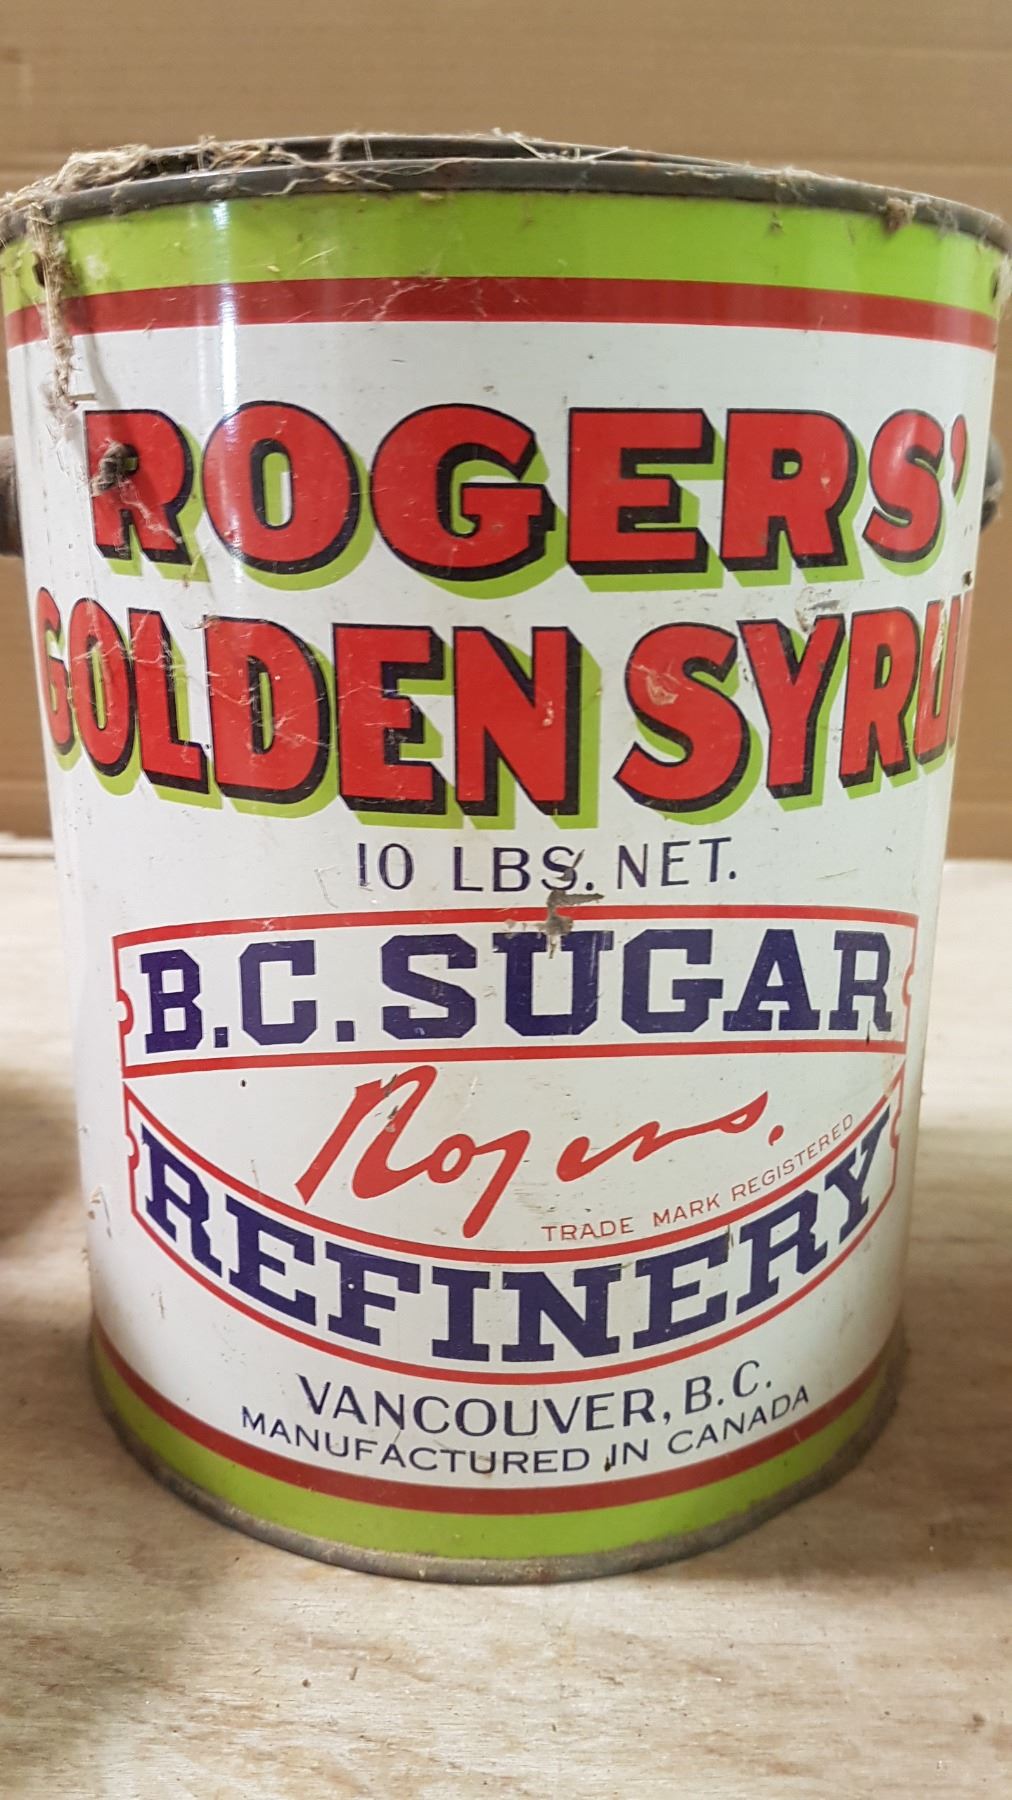 ROGERS'
GOLDEN SYRU
10 LBS. NET.
B.C. SUGAR
Rogers.
TRADE MARK REGISTERED
REFINERY
VANCOUVER, B.C.
MANUFACTURED IN CANADA